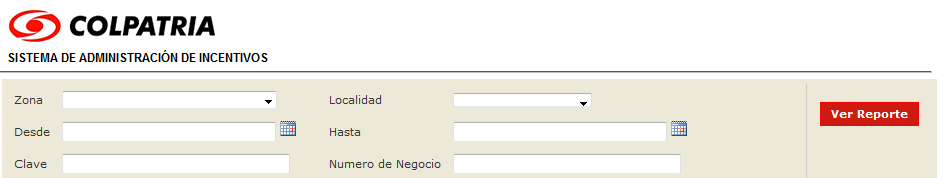 COLPATRIA
SISTEMA DE ADMINISTRACIÓN DE INCENTIVOS
Zona Localidad
Desde Hasta Ver Reporte
Clave Numero de Negocio